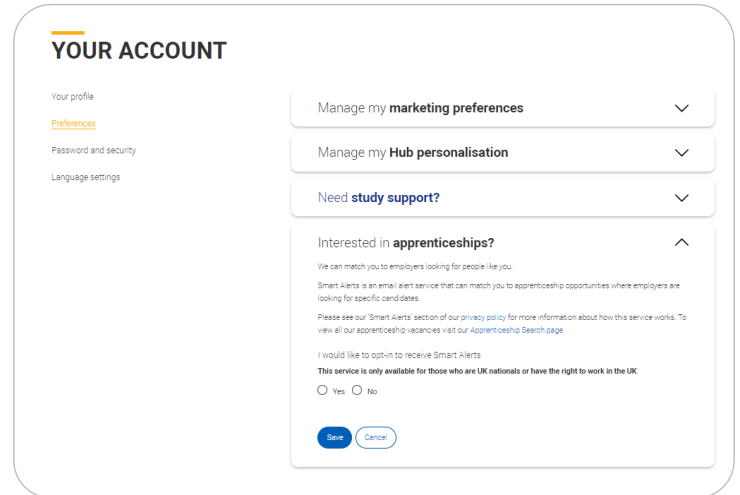 YOUR ACCOUNT
Your profile
Preferences
Password and security
Language settings
Manage my marketing preferences
Manage my Hub personalisation
Need study support?
Interested in apprenticeships?
We can match you to employers looking for people like you.
Smart Alerts is an email alert service that can match you to apprenticeship opportunities where employers are
looking for specific candidates.
Please see our 'Smart Alerts' section of our privacy policy for more information about how this service works. To
view all our apprenticeship vacancies visit our Apprenticeship Search page.
I would like to opt-in to receive Smart Alerts
This service is only available for those who are UK nationals or have the right to work in the UK
Yes No
Save Cancel